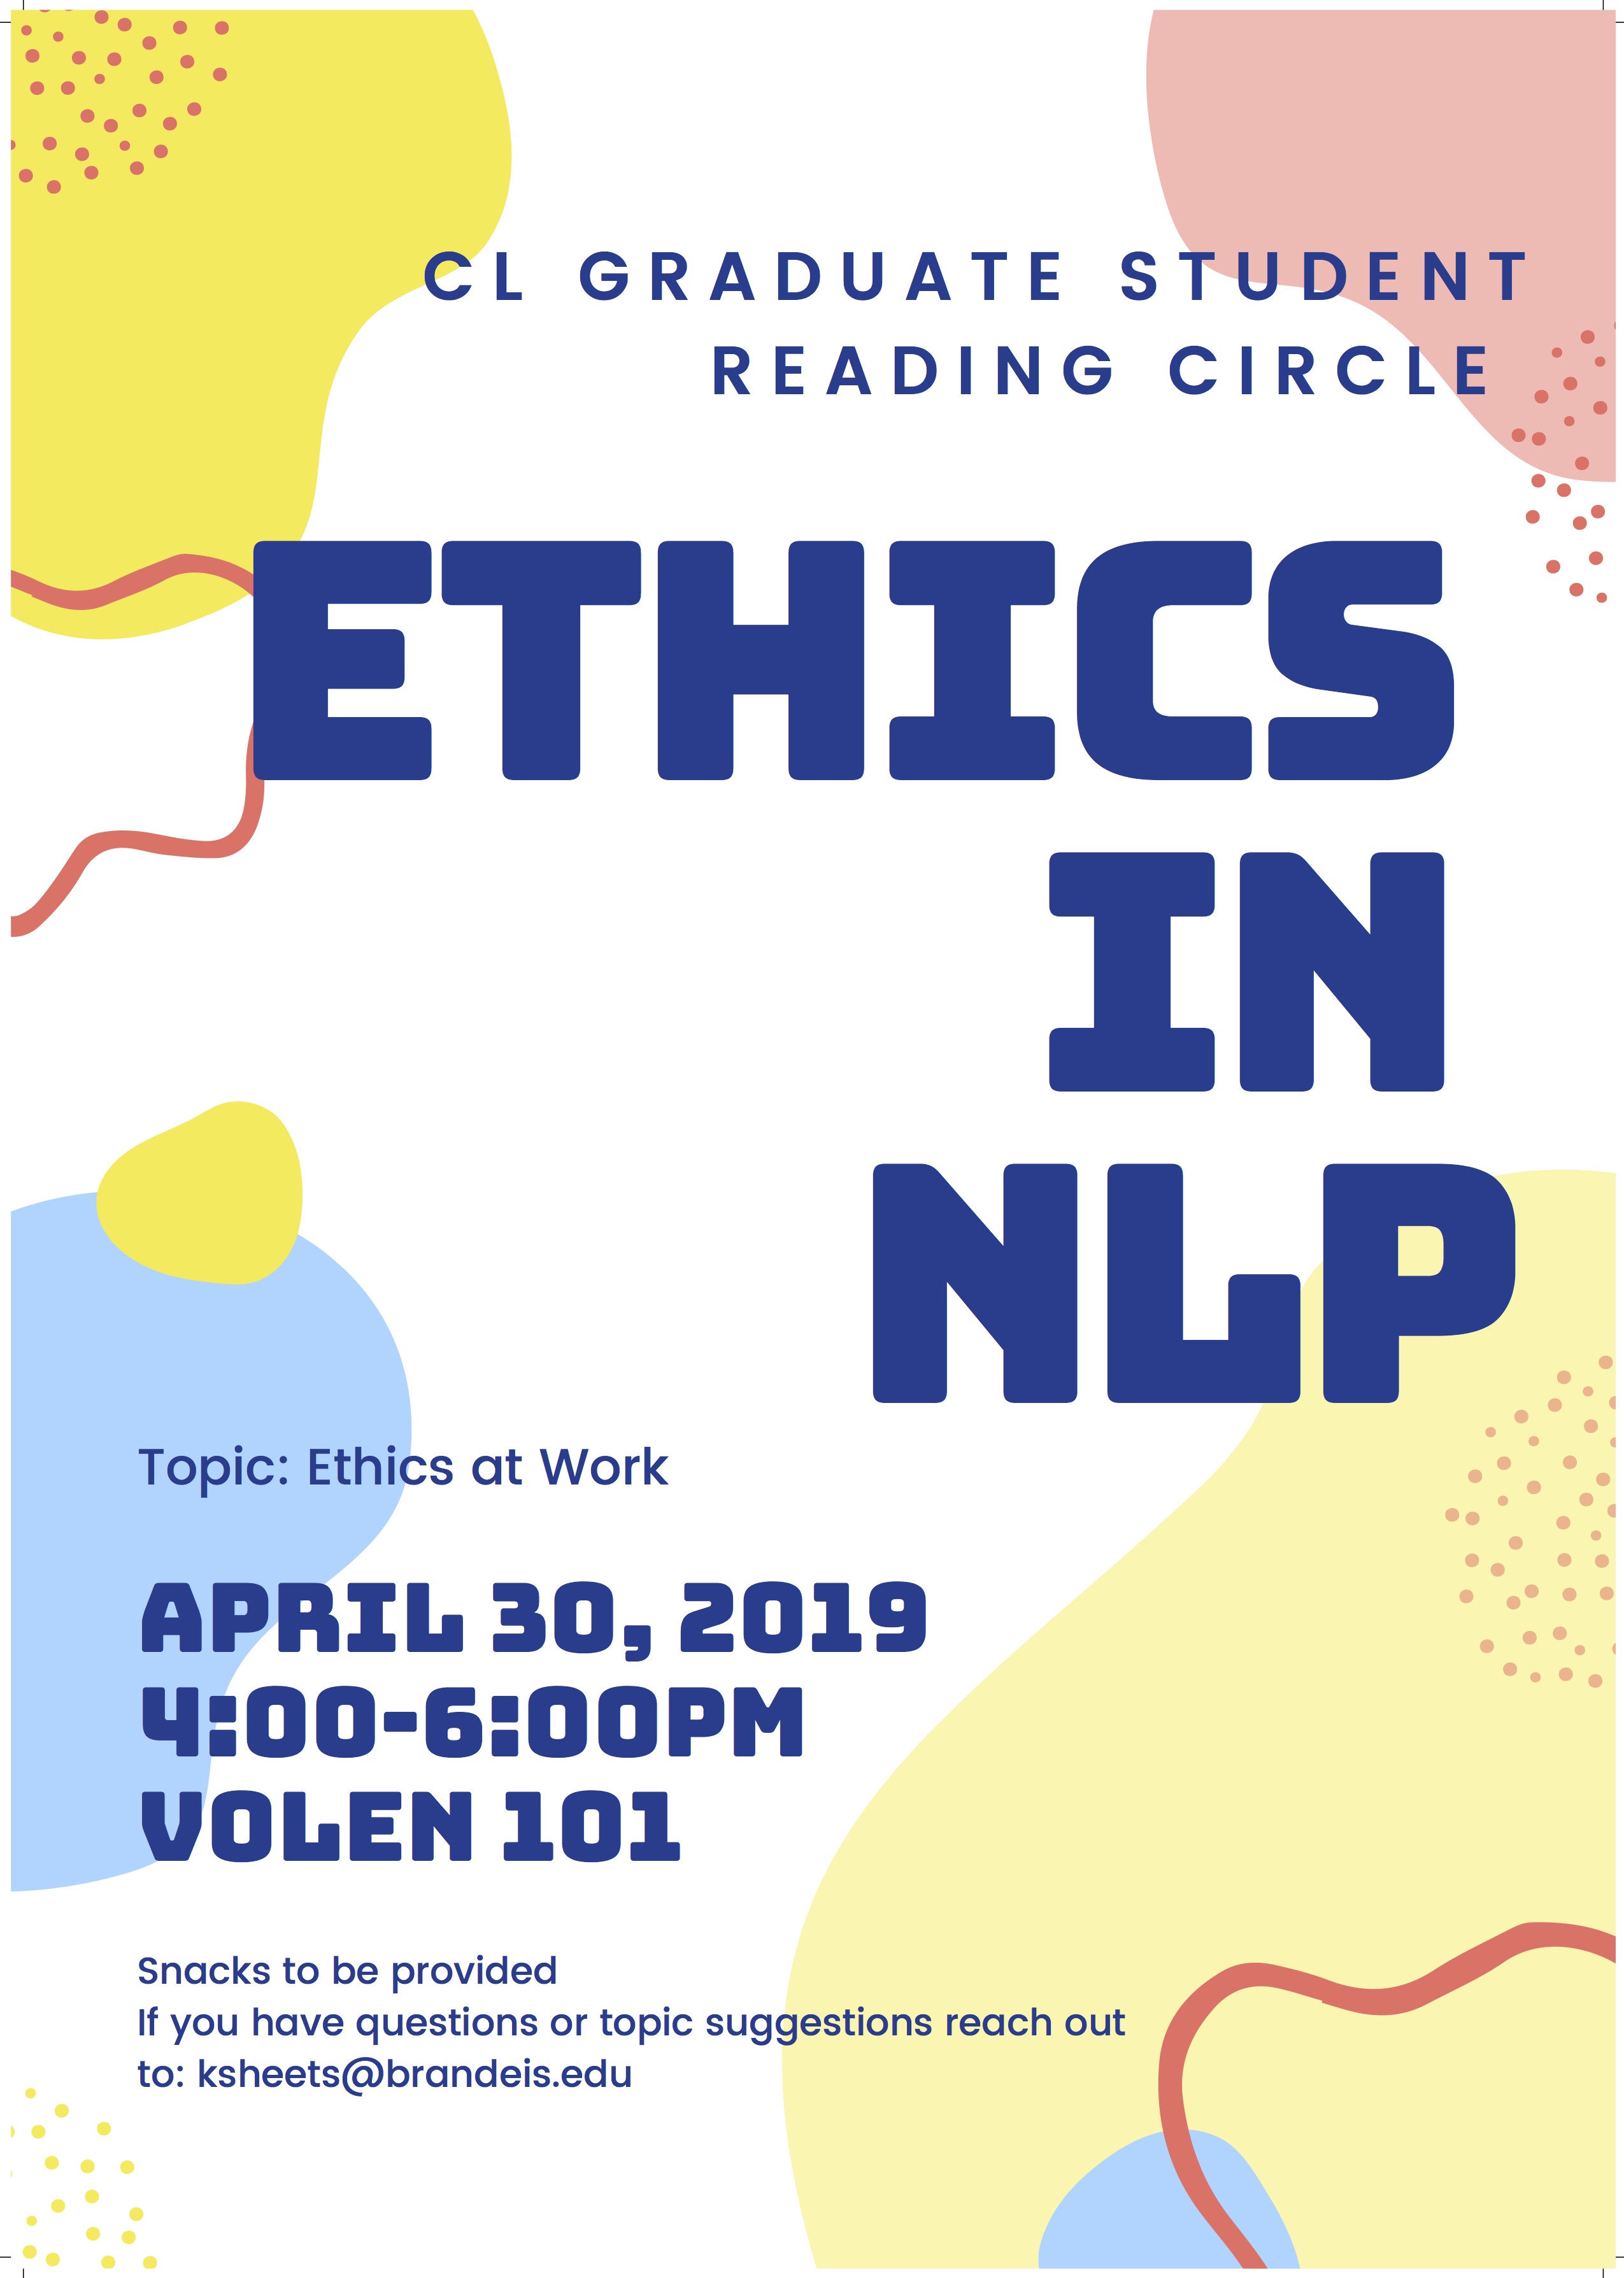 CL GRADUATE STUDENT
READING CIRCLE
ETHICS
IN
NLP
Topic: Ethics at Work
APRIL 30, 2019
4:00-6:00PM
VOLEN 101
Snacks to be provided
If you have questions or topic suggestions reach out
to: ksheets@brandeis.edu